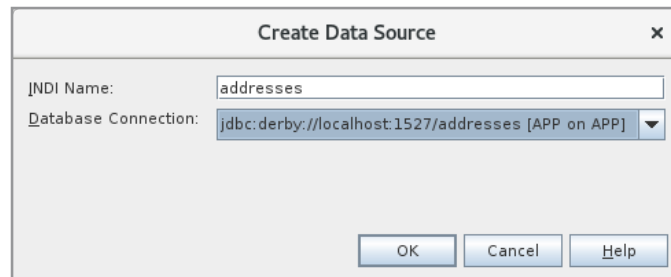 Create Data Source ×
JNDI Name: addresses
Database Connection: jdbc:derby://localhost:1527/addresses [APP on APP]
OK Cancel Help